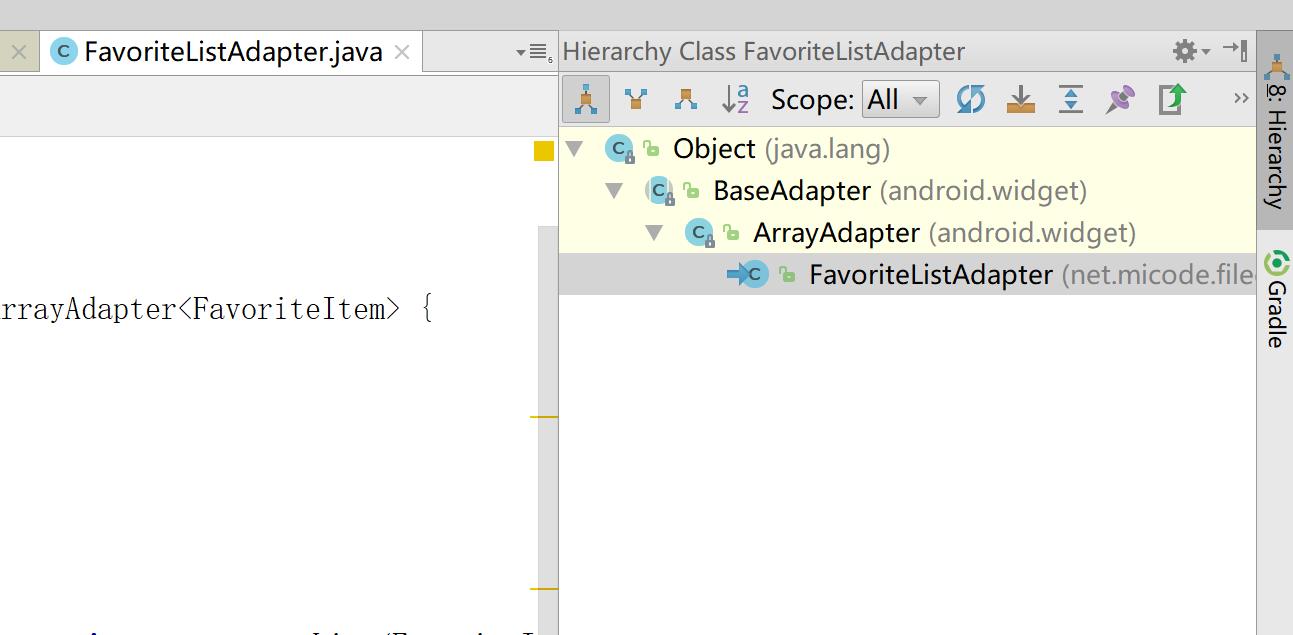 FavoriteListAdapter.java
Hierarchy Class FavoriteListAdapter
Scope: All
Object (java.lang)
BaseAdapter (android.widget)
ArrayAdapter (android.widget)
FavoriteListAdapter (net.micode.file
rrayAdapter<FavoriteItem> {
8: Hierarchy
Gradle